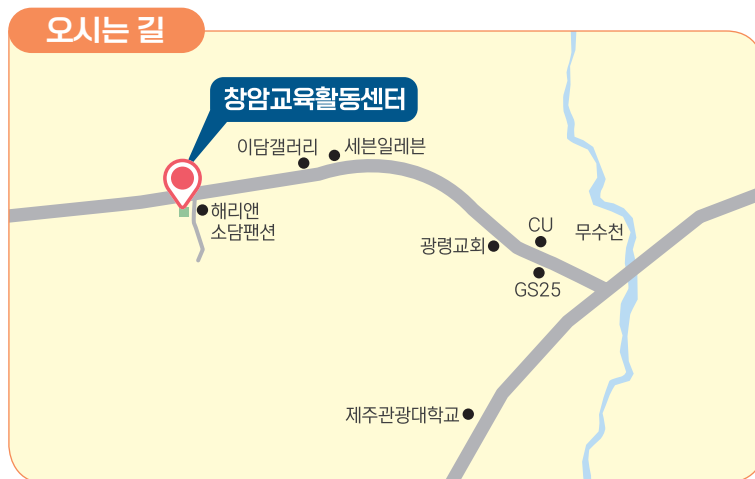 오시는 길
창암교육활동센터
이담갤러리
세븐일레븐
해리앤
소담팬션
광령교회
CU
무수천
GS25
제주관광대학교